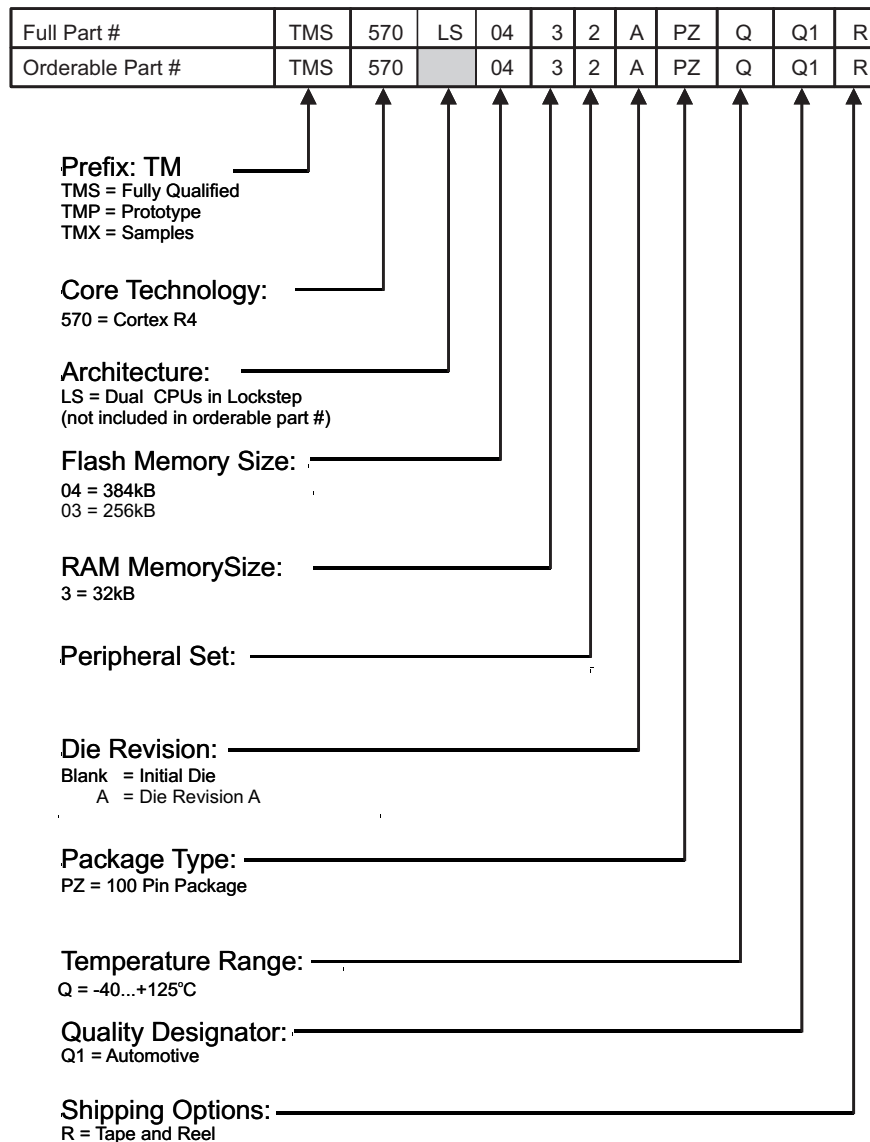 Full Part # TMS 570 LS 04 3 2 A PZ Q Q1 R
Orderable Part # TMS 570 04 3 2 A PZ Q Q1 R
Prefix: TM
TMS = Fully Qualified
TMP = Prototype
TMX = Samples
Core Technology:
570 = Cortex R4
Architecture:
LS = Dual CPUs in Lockstep
(not included in orderable part #)
Flash Memory Size:
04 = 384kB
03 = 256kB
RAM MemorySize:
3 = 32kB
Peripheral Set:
Die Revision:
Blank = Initial Die
A = Die Revision A
Package Type:
PZ = 100 Pin Package
Temperature Range:
Q = -40...+125°C
Quality Designator:
Q1 = Automotive
Shipping Options:
R = Tape and Reel